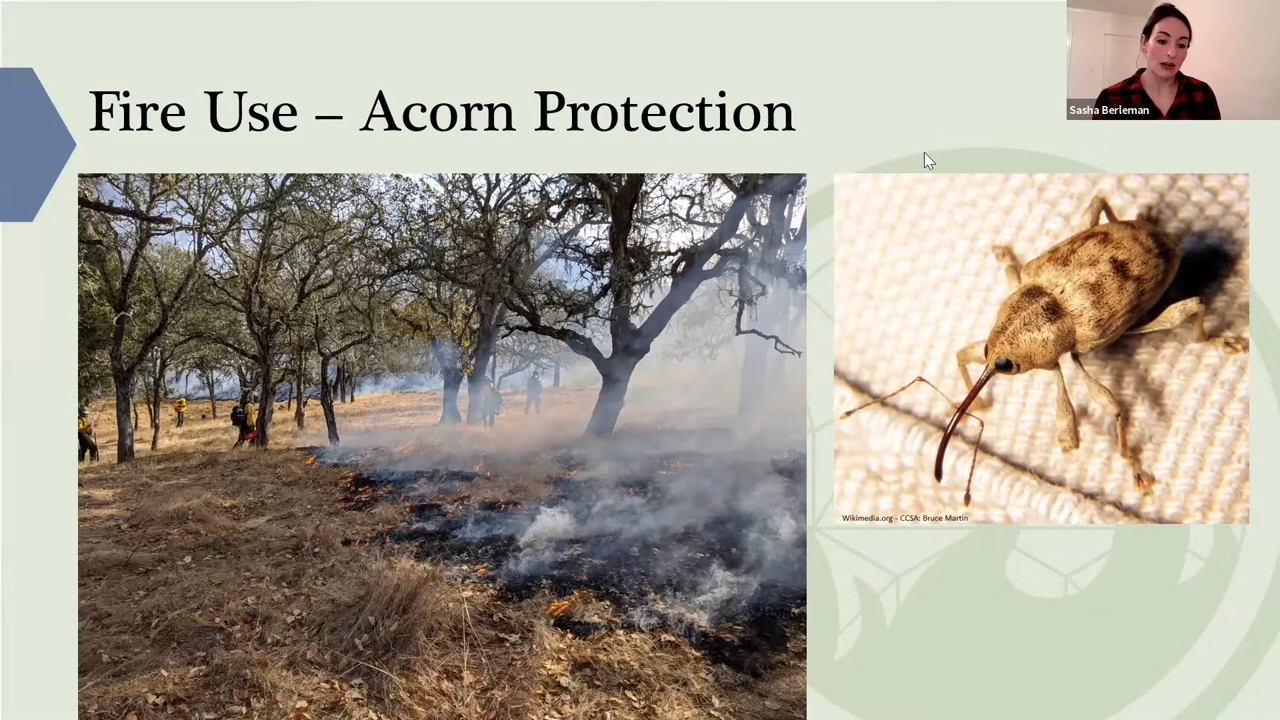 Sasha Berleman
Fire Use – Acorn Protection
Wikimedia.org - CCSA: Bruce Martin